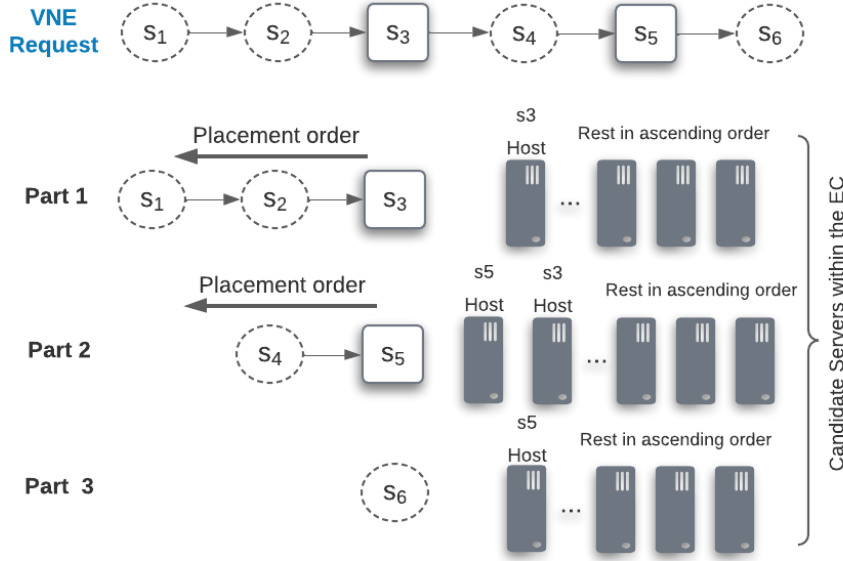 VNE
Request
s1 s2 s3 s4 s5 s6
s3
Placement order
Host
Rest in ascending order
Part 1
s1 s2 s3
...
s5 s3
Placement order
Host Host
Rest in ascending order
Part 2
s4 s5
...
s5
Host
Rest in ascending order
Part 3
s6
...
Candidate Servers within the EC